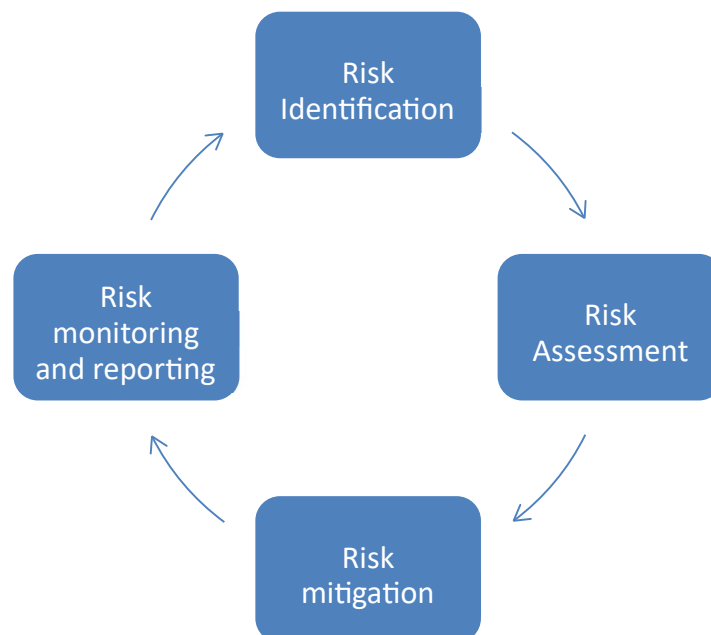 Risk
Identification
Risk
Assessment
Risk
mitigation
Risk
monitoring
and reporting